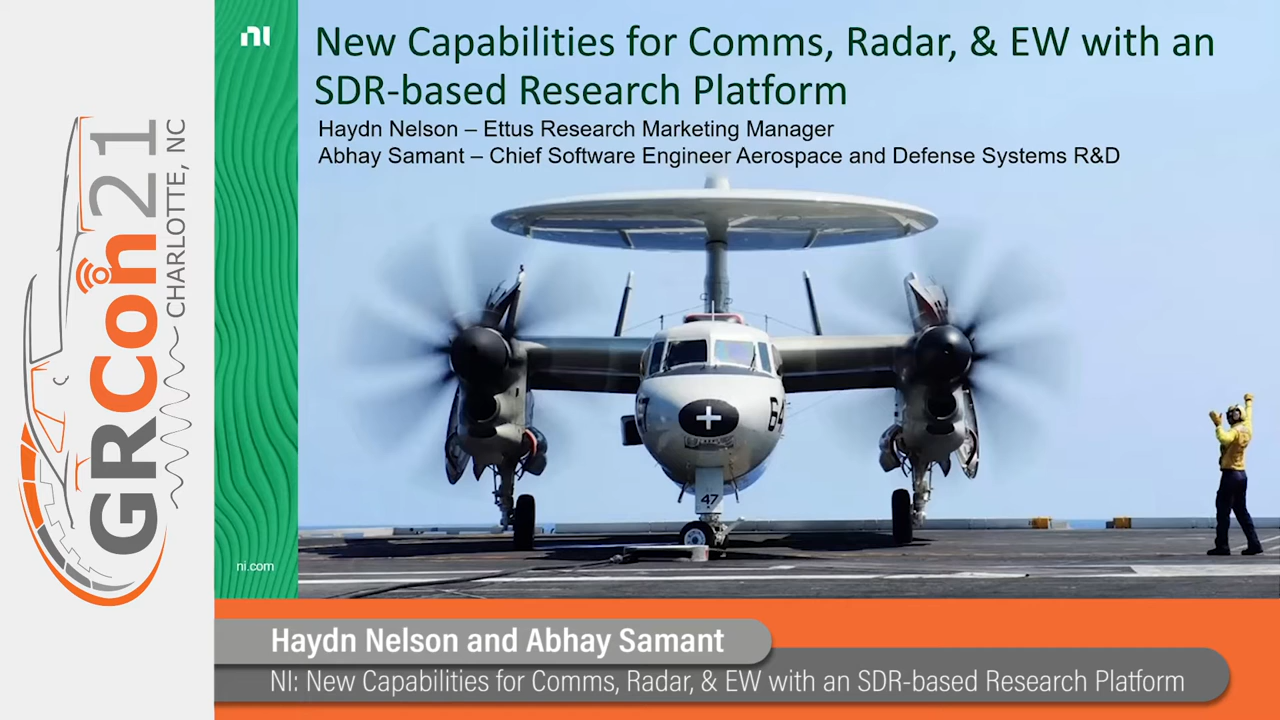 GRCon21
CHARLOTTE, NC
ni
New Capabilities for Comms, Radar, & EW with an
SDR-based Research Platform
Haydn Nelson – Ettus Research Marketing Manager
Abhay Samant – Chief Software Engineer Aerospace and Defense Systems R&D
64
47
ni.com
Haydn Nelson and Abhay Samant
NI: New Capabilities for Comms, Radar, & EW with an SDR-based Research Platform